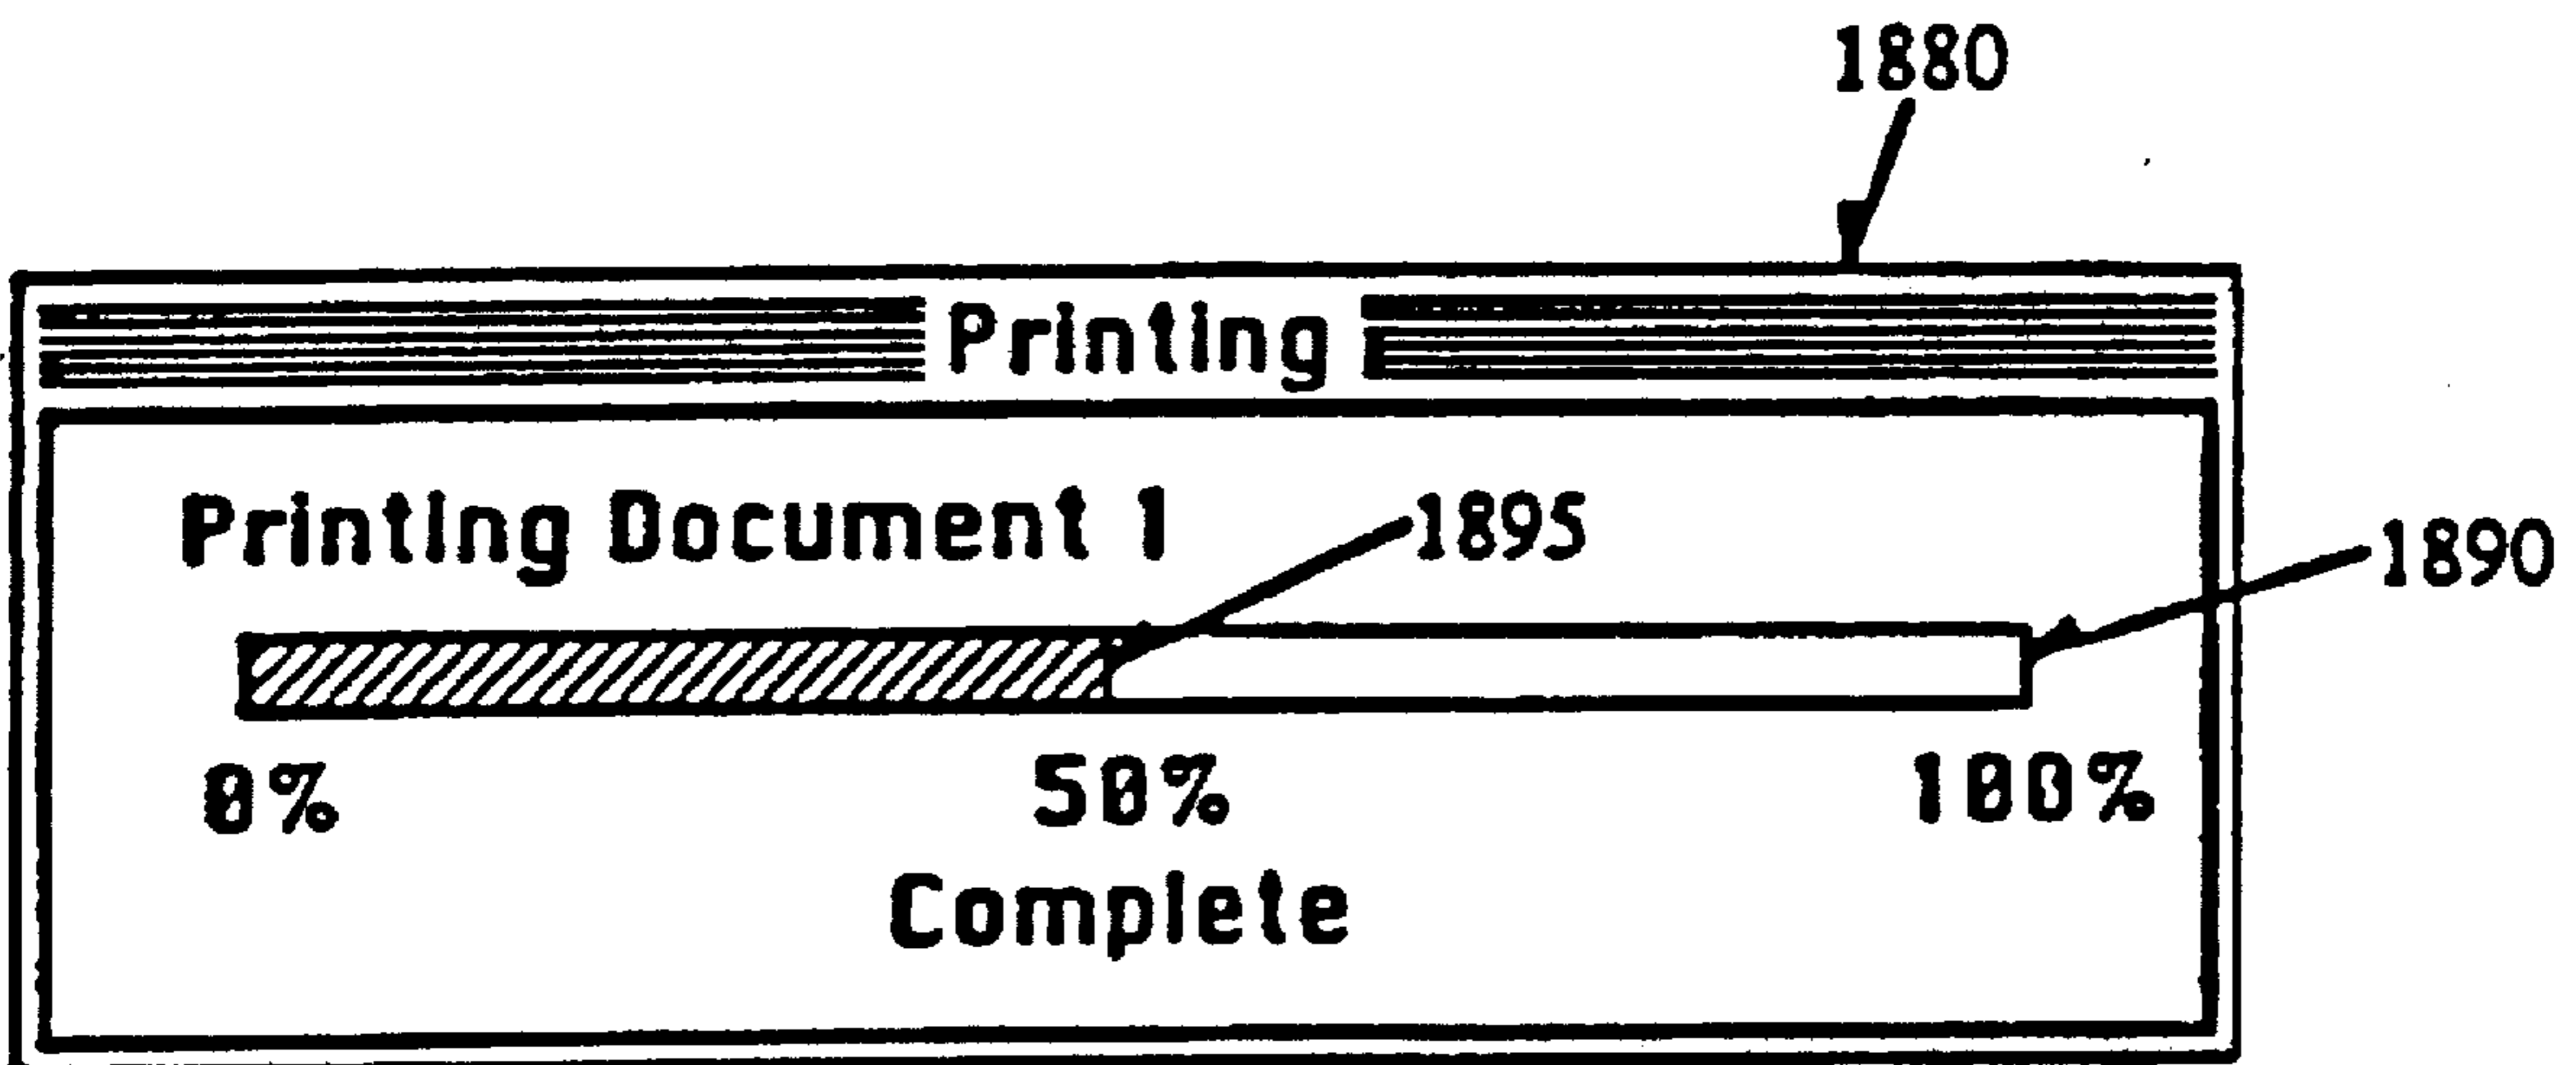 1880
Printing
Printing Document 1
1895
1890
0% 50% 100%
Complete